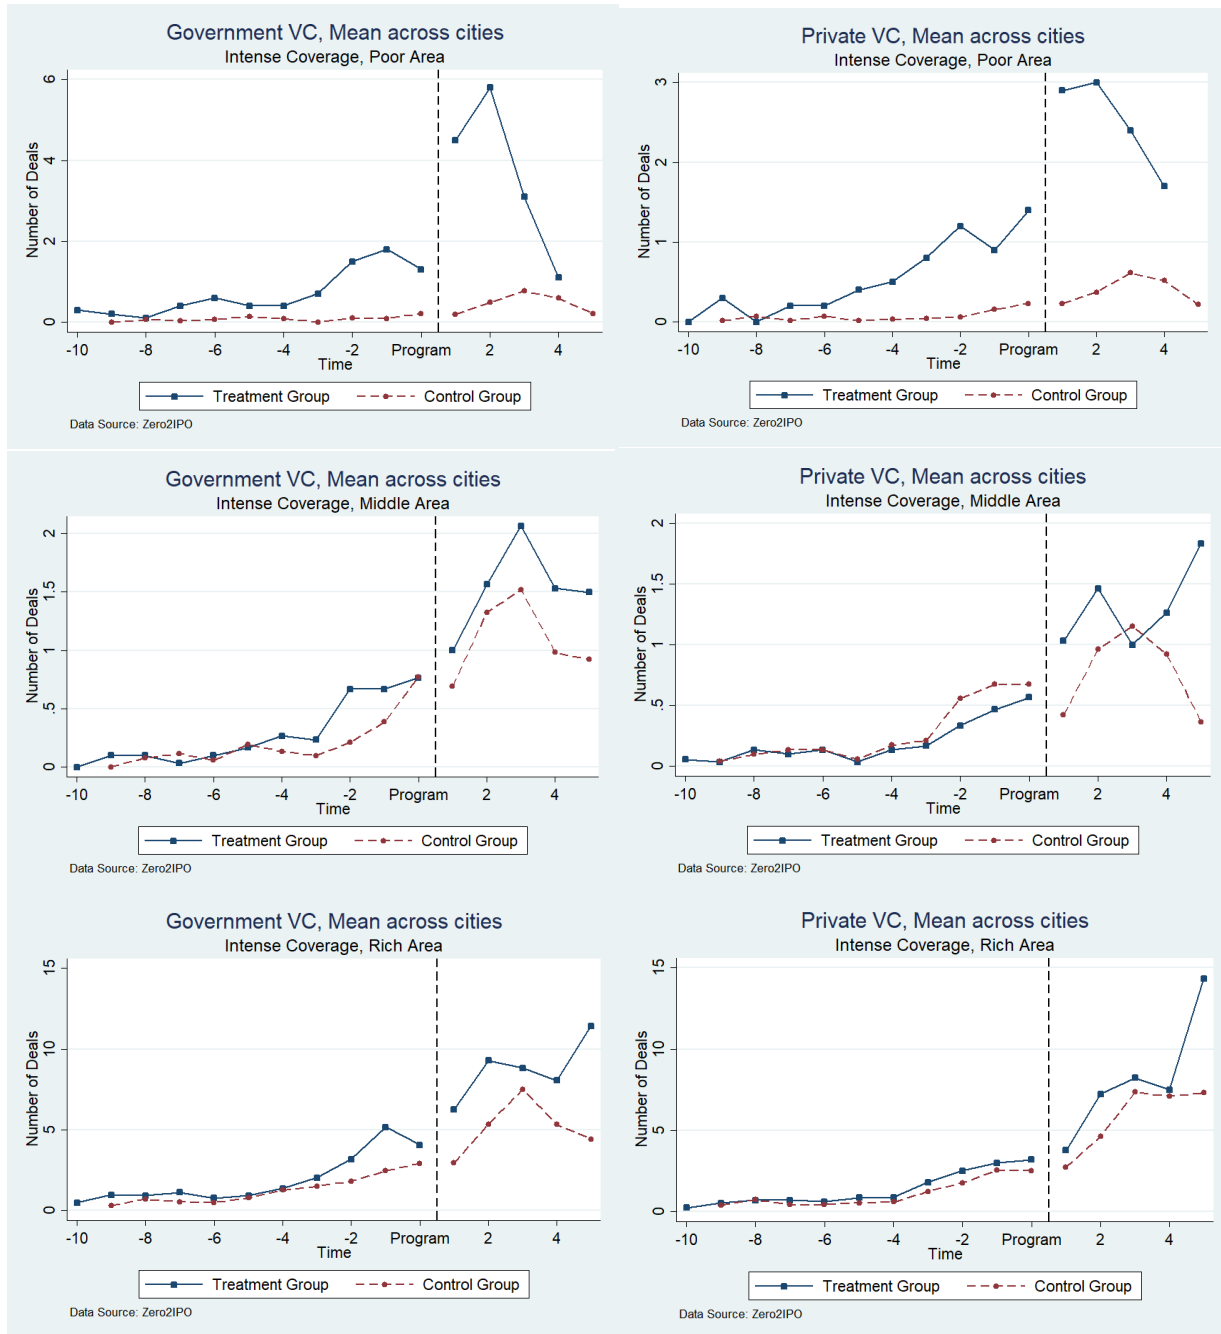 Government VC, Mean across cities
Intense Coverage, Poor Area
Number of Deals
6
4
2
0
-10 -8 -6 -4 -2 Program 2 4
Time
Treatment Group Control Group
Data Source: Zero2IPO
Private VC, Mean across cities
Intense Coverage, Poor Area
Number of Deals
3
2
1
0
-10 -8 -6 -4 -2 Program 2 4
Time
Treatment Group Control Group
Data Source: Zero2IPO
Government VC, Mean across cities
Intense Coverage, Middle Area
Number of Deals
2
1.5
1
.5
0
-10 -8 -6 -4 -2 Program 2 4
Time
Treatment Group Control Group
Data Source: Zero2IPO
Private VC, Mean across cities
Intense Coverage, Middle Area
Number of Deals
2
1.5
1
.5
0
-10 -8 -6 -4 -2 Program 2 4
Time
Treatment Group Control Group
Data Source: Zero2IPO
Government VC, Mean across cities
Intense Coverage, Rich Area
Number of Deals
15
10
5
0
-10 -8 -6 -4 -2 Program 2 4
Time
Treatment Group Control Group
Data Source: Zero2IPO
Private VC, Mean across cities
Intense Coverage, Rich Area
Number of Deals
15
10
5
0
-10 -8 -6 -4 -2 Program 2 4
Time
Treatment Group Control Group
Data Source: Zero2IPO